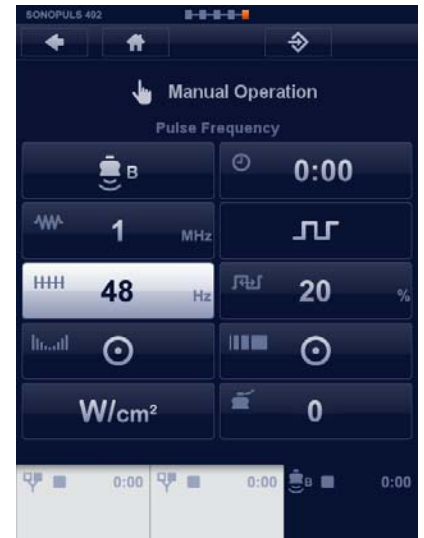 SONOPULS 492
Manual Operation
Pulse Frequency
B
0:00
1 MHz
48 Hz
20 %
W/cm²
0
0:00
0:00
B 0:00